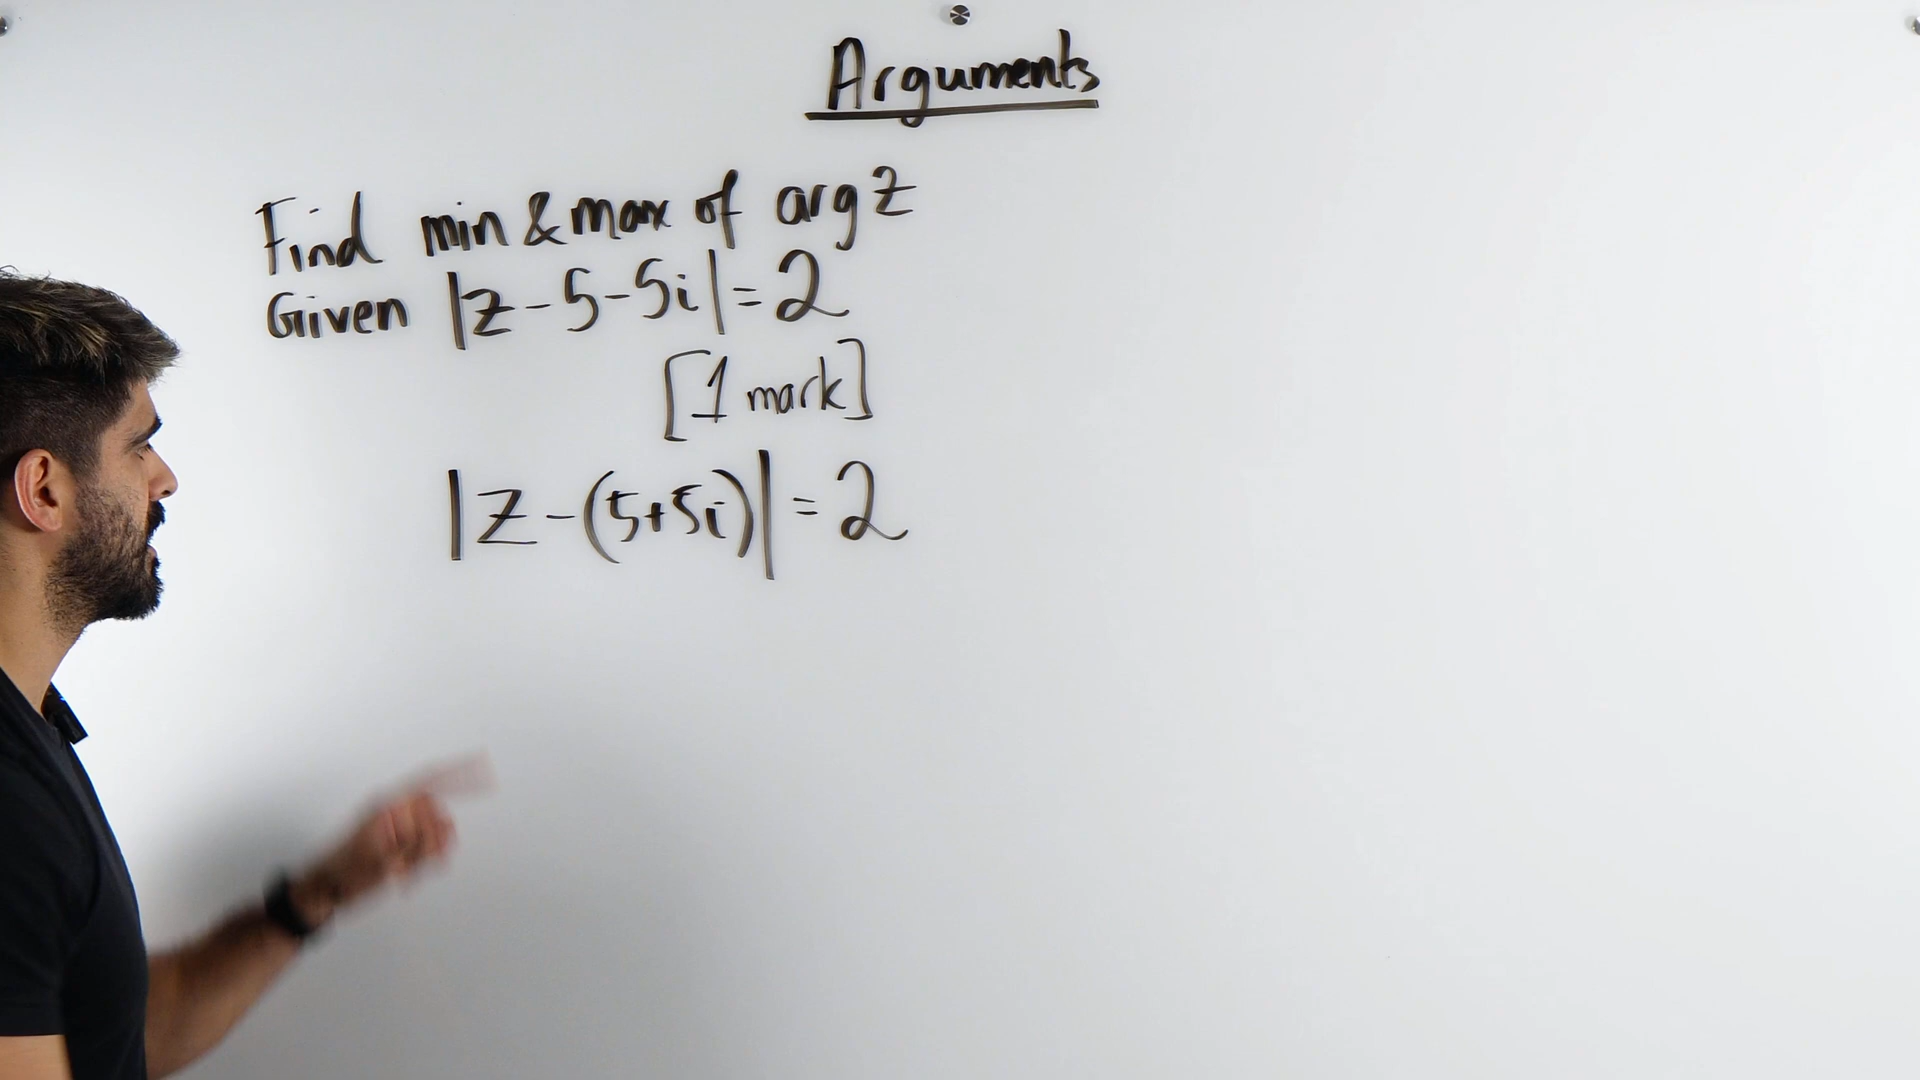 Arguments
Find min & max of arg z
Given |z-5-5i|=2
[1 mark]
|z-(5+5i)|=2